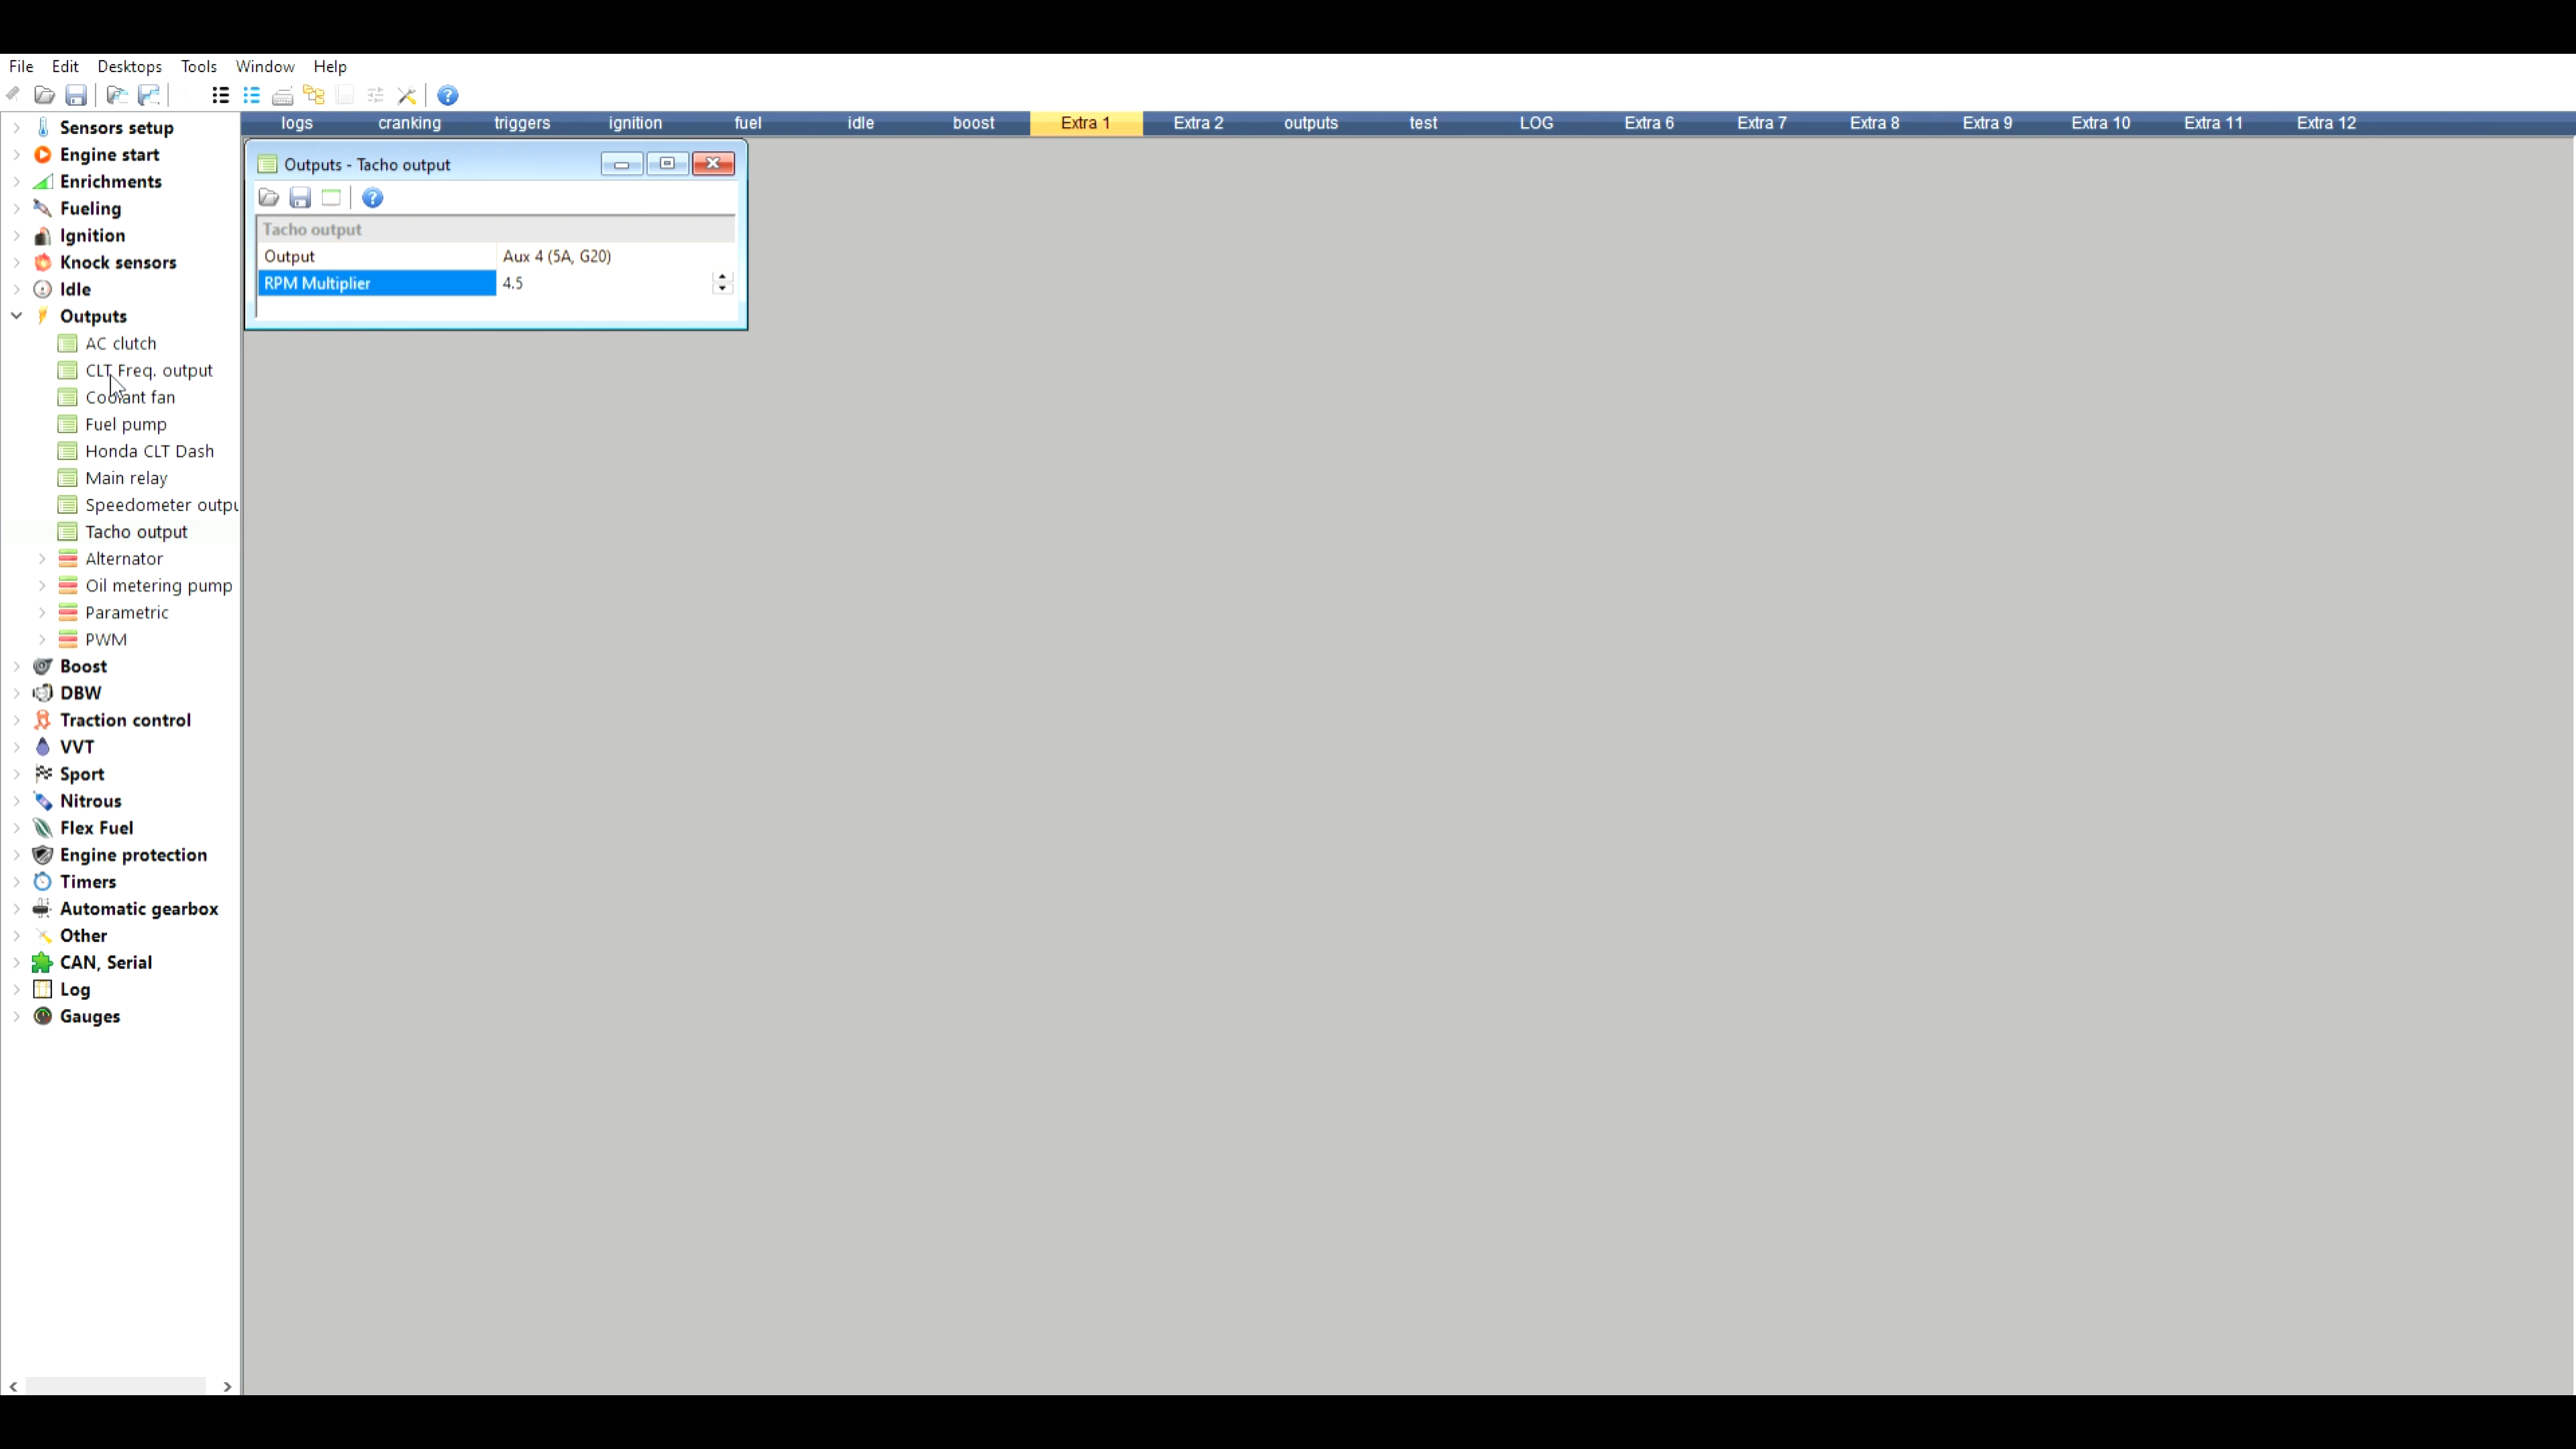 File Edit Desktops Tools Window Help
logs cranking triggers ignition fuel idle boost Extra 1 Extra 2 outputs test LOG Extra 6 Extra 7 Extra 8 Extra 9 Extra 10 Extra 11 Extra 12
Sensors setup
Engine start
Enrichments
Fueling
Ignition
Knock sensors
Idle
Outputs
AC clutch
CLT Freq. output
Coolant fan
Fuel pump
Honda CLT Dash
Main relay
Speedometer outpu
Tacho output
Alternator
Oil metering pump
Parametric
PWM
Boost
DBW
Traction control
VVT
Sport
Nitrous
Flex Fuel
Engine protection
Timers
Automatic gearbox
Other
CAN, Serial
Log
Gauges
Outputs - Tacho output
Tacho output
Output Aux 4 (5A, G20)
RPM Multiplier 4.5